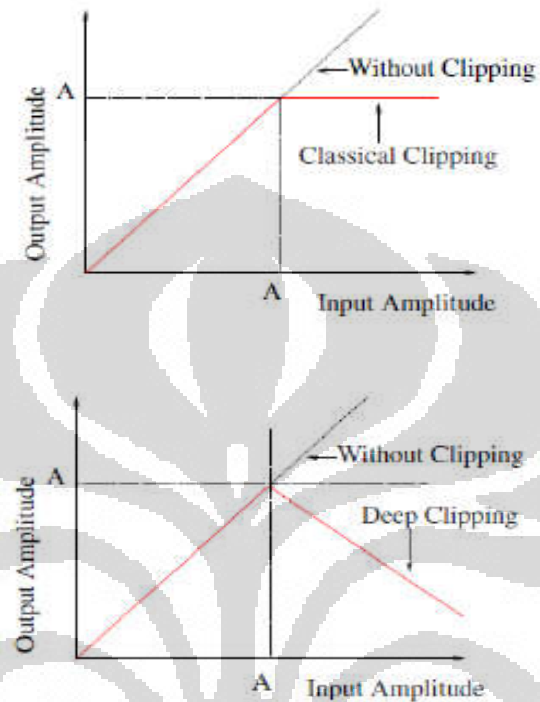 Without Clipping
A
Classical Clipping
Output Amplitude
A
Input Amplitude
Without Clipping
A
Deep Clipping
Output Amplitude
A
Input Amplitude